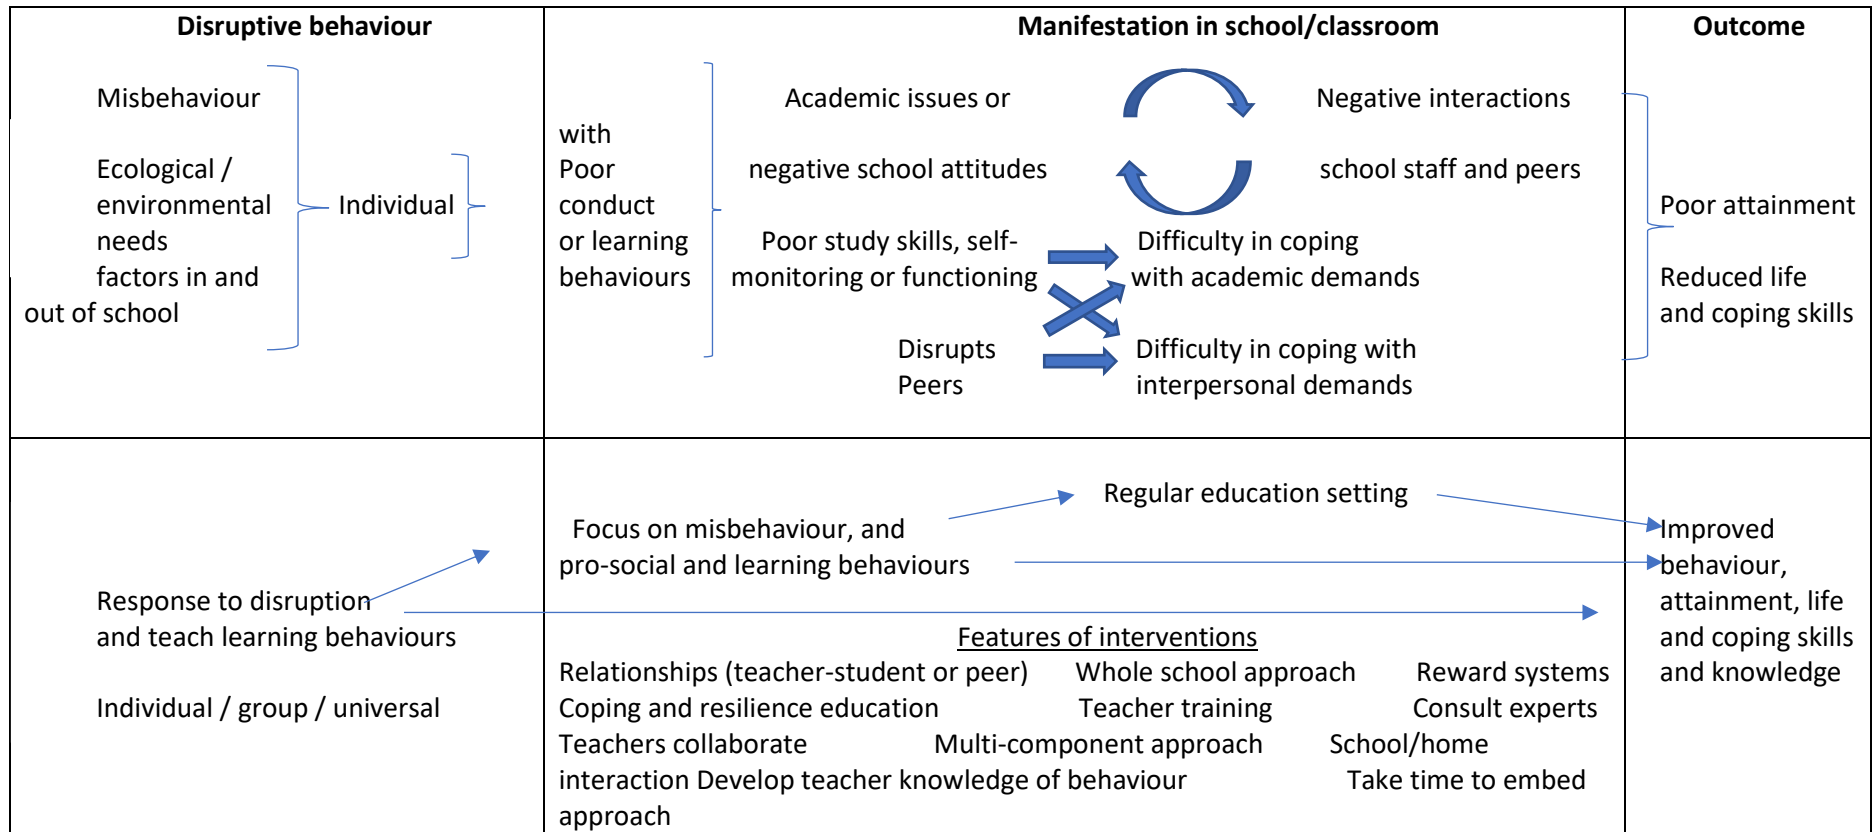 Disruptive behaviour
Manifestation in school/classroom
Outcome
Misbehaviour
Ecological /
environmental
needs
factors in and
out of school
Individual
with
Poor
conduct
or learning
behaviours
Academic issues or
negative school attitudes
Poor study skills, self-
monitoring or functioning
Disrupts
Peers
Negative interactions
school staff and peers
Difficulty in coping
with academic demands
Difficulty in coping with
interpersonal demands
Poor attainment
Reduced life
and coping skills
Response to disruption
and teach learning behaviours
Individual / group / universal
Focus on misbehaviour, and
pro-social and learning behaviours
Regular education setting
Features of interventions
Relationships (teacher-student or peer) Whole school approach Reward systems
Coping and resilience education Teacher training Consult experts
Teachers collaborate Multi-component approach School/home
interaction Develop teacher knowledge of behaviour Take time to embed
approach
Improved
behaviour,
attainment, life
and coping skills
and knowledge